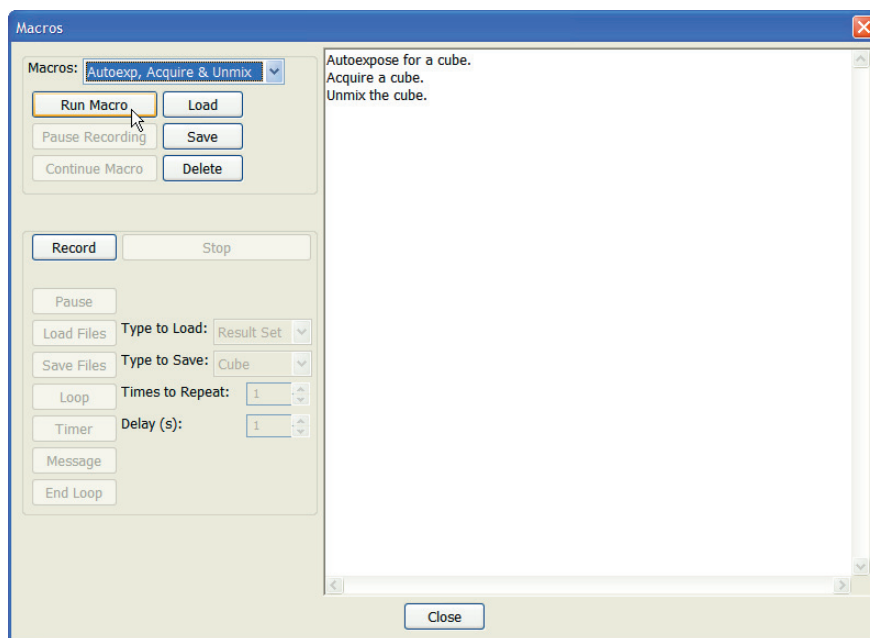 Macros
Macros: Autoexp, Acquire & Unmix
Run Macro Load
Pause Recording Save
Continue Macro Delete
Record Stop
Pause
Load Files Type to Load: Result Set
Save Files Type to Save: Cube
Loop Times to Repeat: 1
Timer Delay (s): 1
Message
End Loop
Autoexpose for a cube.
Acquire a cube.
Unmix the cube.
Close